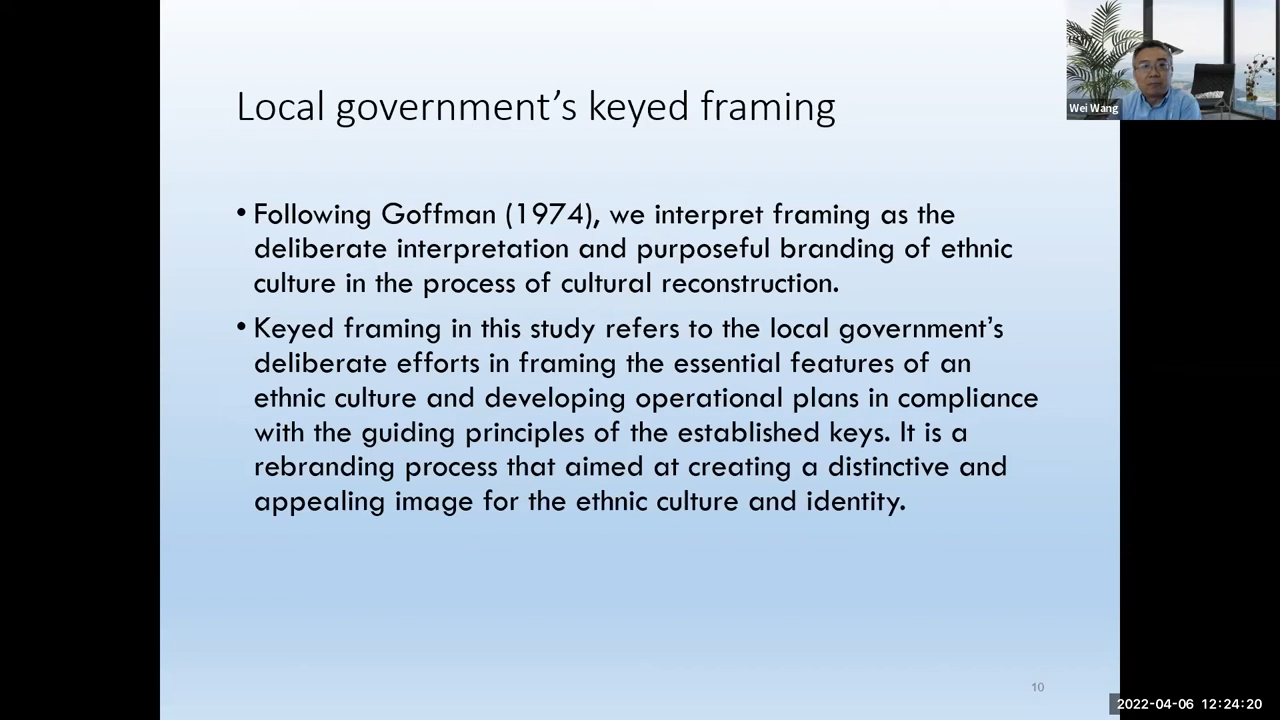 Local government’s keyed framing
Wei Wang
• Following Goffman (1974), we interpret framing as the
deliberate interpretation and purposeful branding of ethnic
culture in the process of cultural reconstruction.
• Keyed framing in this study refers to the local government’s
deliberate efforts in framing the essential features of an
ethnic culture and developing operational plans in compliance
with the guiding principles of the established keys. It is a
rebranding process that aimed at creating a distinctive and
appealing image for the ethnic culture and identity.
10
2022-04-06 12:24:20